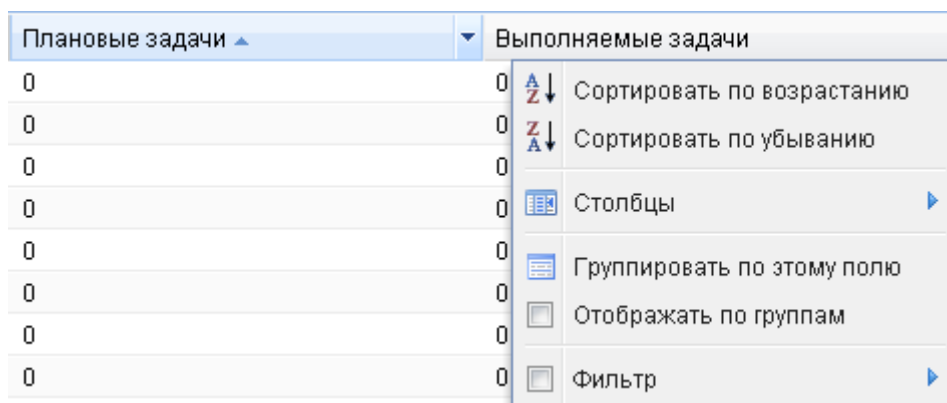 Плановые задачи Выполняемые задачи
0 0 Сортировать по возрастанию
0 0 Сортировать по убыванию
0 0
0 0 Столбцы
0 0
0 0 Группировать по этому полю
0 0 Отображать по группам
0 0 Фильтр